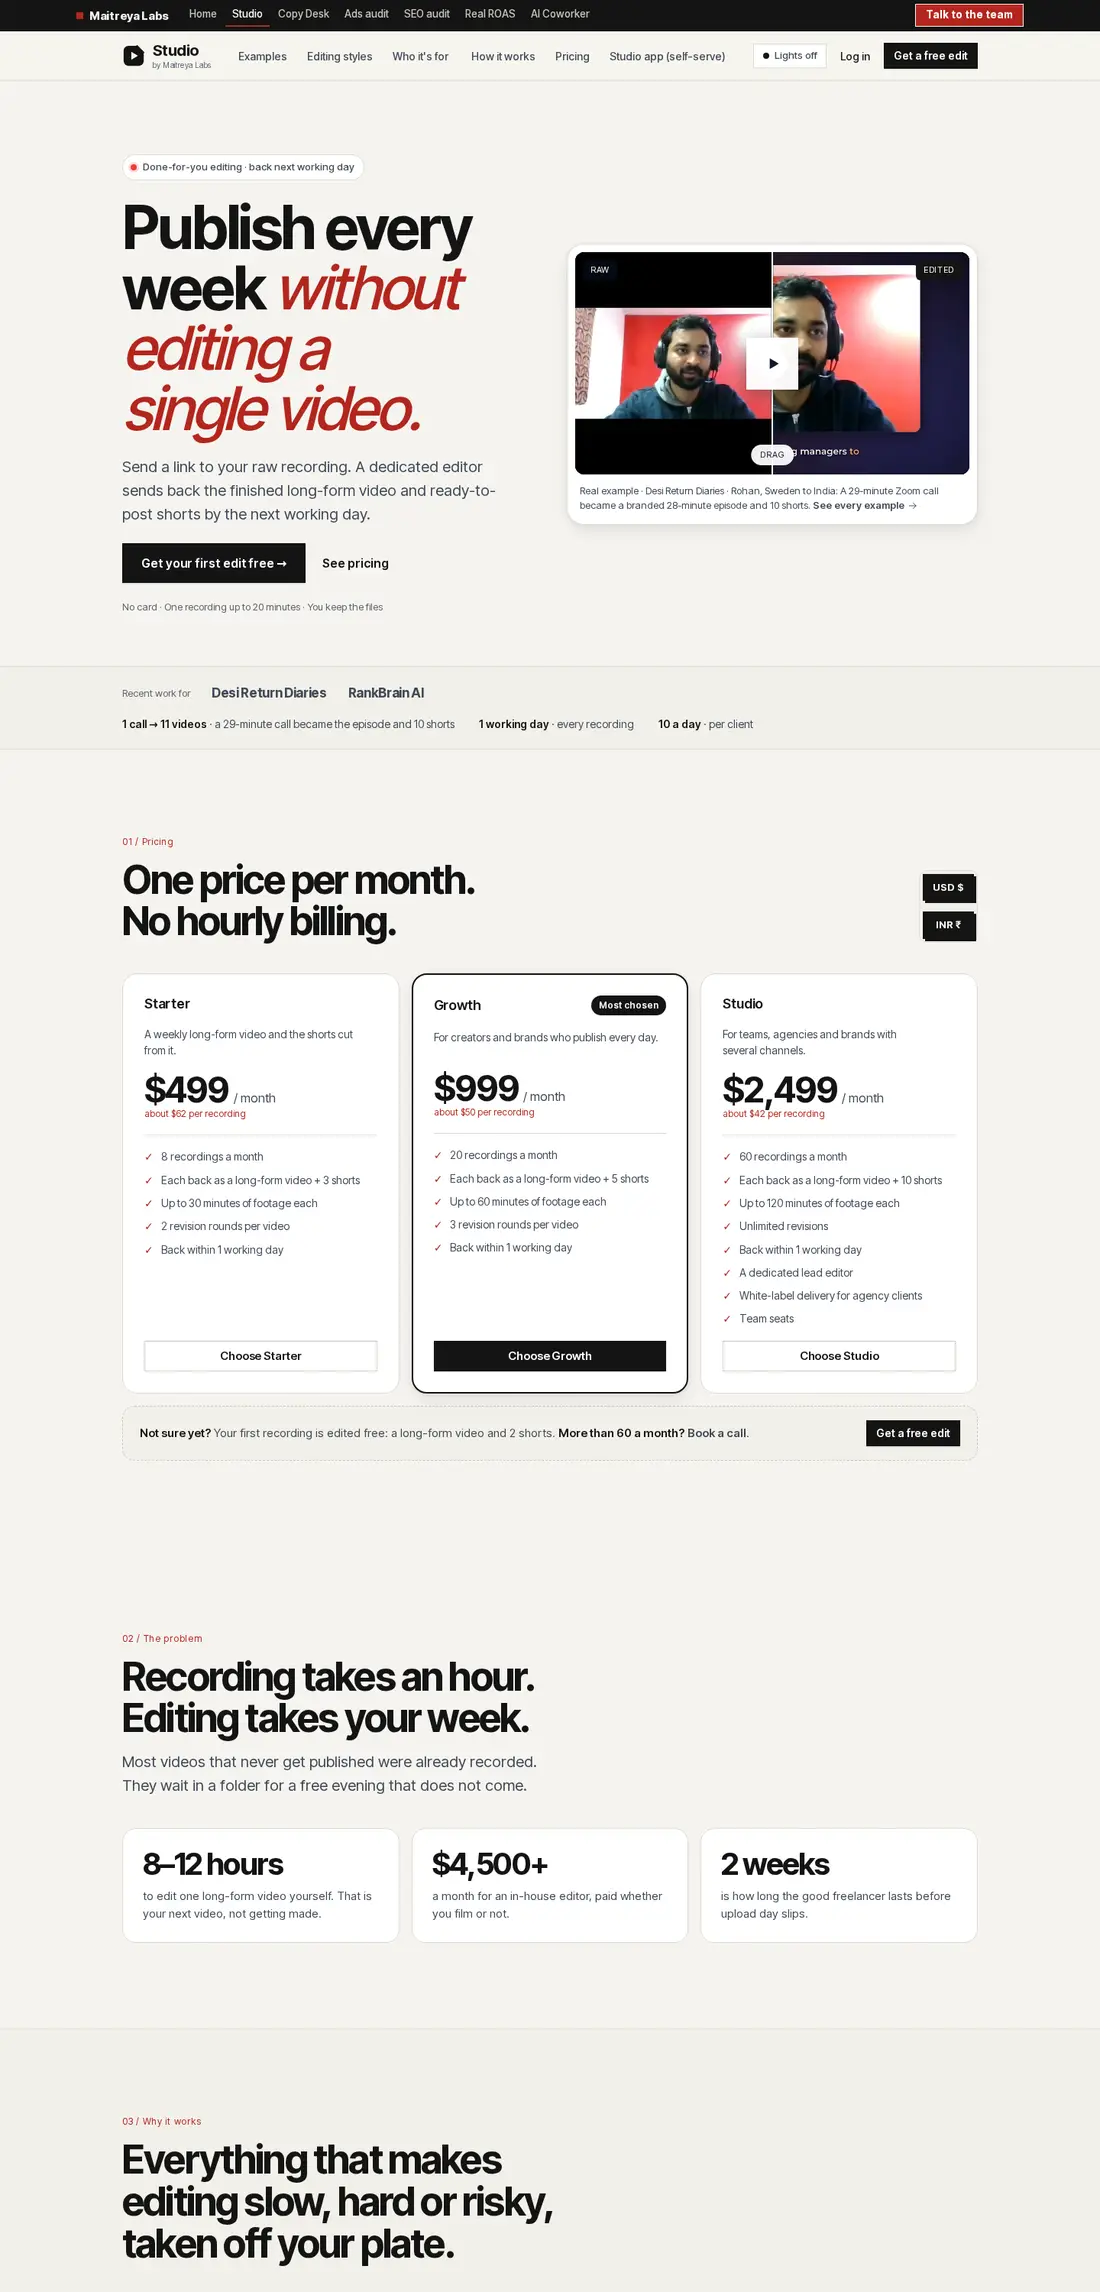 Maitreya Labs Home Studio Copy Desk Ads audit SEO audit Real ROAS AI Coworker Talk to the team
Studio
by Maitreya Labs
Examples Editing styles Who it's for How it works Pricing Studio app (self-serve) Lights off Log in Get a free edit
Done-for-you editing · back next working day
Publish every
week without
editing a
single video.
Send a link to your raw recording. A dedicated editor
sends back the finished long-form video and ready-to-
post shorts by the next working day.
Get your first edit free →
See pricing
No card · One recording up to 20 minutes · You keep the files
RAW
EDITED
DRAG
g managers to
Real example · Desi Return Diaries · Rohan, Sweden to India: A 29-minute Zoom call
became a branded 28-minute episode and 10 shorts. See every example →
Recent work for Desi Return Diaries RankBrain AI
1 call → 11 videos · a 29-minute call became the episode and 10 shorts 1 working day · every recording 10 a day · per client
01 / Pricing
One price per month.
No hourly billing.
USD $
INR ₹
Starter
A weekly long-form video and the shorts cut
from it.
$499 / month
about $62 per recording
✓ 8 recordings a month
✓ Each back as a long-form video + 3 shorts
✓ Up to 30 minutes of footage each
✓ 2 revision rounds per video
✓ Back within 1 working day
Choose Starter
Growth
Most chosen
For creators and brands who publish every day.
$999 / month
about $50 per recording
✓ 20 recordings a month
✓ Each back as a long-form video + 5 shorts
✓ Up to 60 minutes of footage each
✓ 3 revision rounds per video
✓ Back within 1 working day
Choose Growth
Studio
For teams, agencies and brands with
several channels.
$2,499 / month
about $42 per recording
✓ 60 recordings a month
✓ Each back as a long-form video + 10 shorts
✓ Up to 120 minutes of footage each
✓ Unlimited revisions
✓ Back within 1 working day
✓ A dedicated lead editor
✓ White-label delivery for agency clients
✓ Team seats
Choose Studio
Not sure yet? Your first recording is edited free: a long-form video and 2 shorts. More than 60 a month? Book a call.
Get a free edit
02 / The problem
Recording takes an hour.
Editing takes your week.
Most videos that never get published were already recorded.
They wait in a folder for a free evening that does not come.
8–12 hours
to edit one long-form video yourself. That is
your next video, not getting made.
$4,500+
a month for an in-house editor, paid whether
you film or not.
2 weeks
is how long the good freelancer lasts before
upload day slips.
03 / Why it works
Everything that makes
editing slow, hard or risky,
taken off your plate.